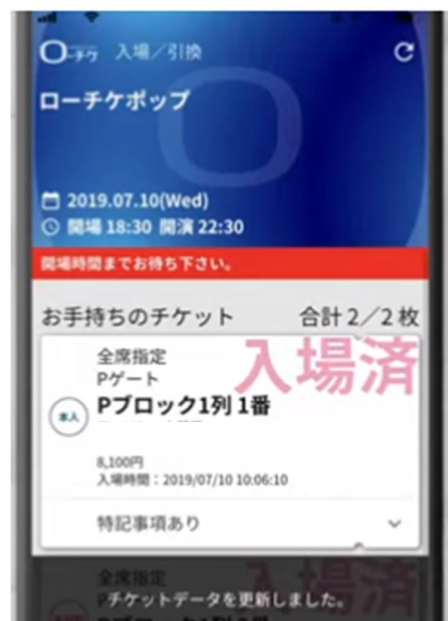 ローチケ 入場/引換
ローチケポップ
2019.07.10(Wed)
開場 18:30 開演 22:30
開場時間までお待ち下さい。
お手持ちのチケット 合計 2/2 枚
全席指定
入場済
Pゲート
Pブロック1列 1番
本人
8,100円
入場時間:2019/07/10 10:06:10
特記事項あり
全席指定
入場済
チケットデータを更新しました。